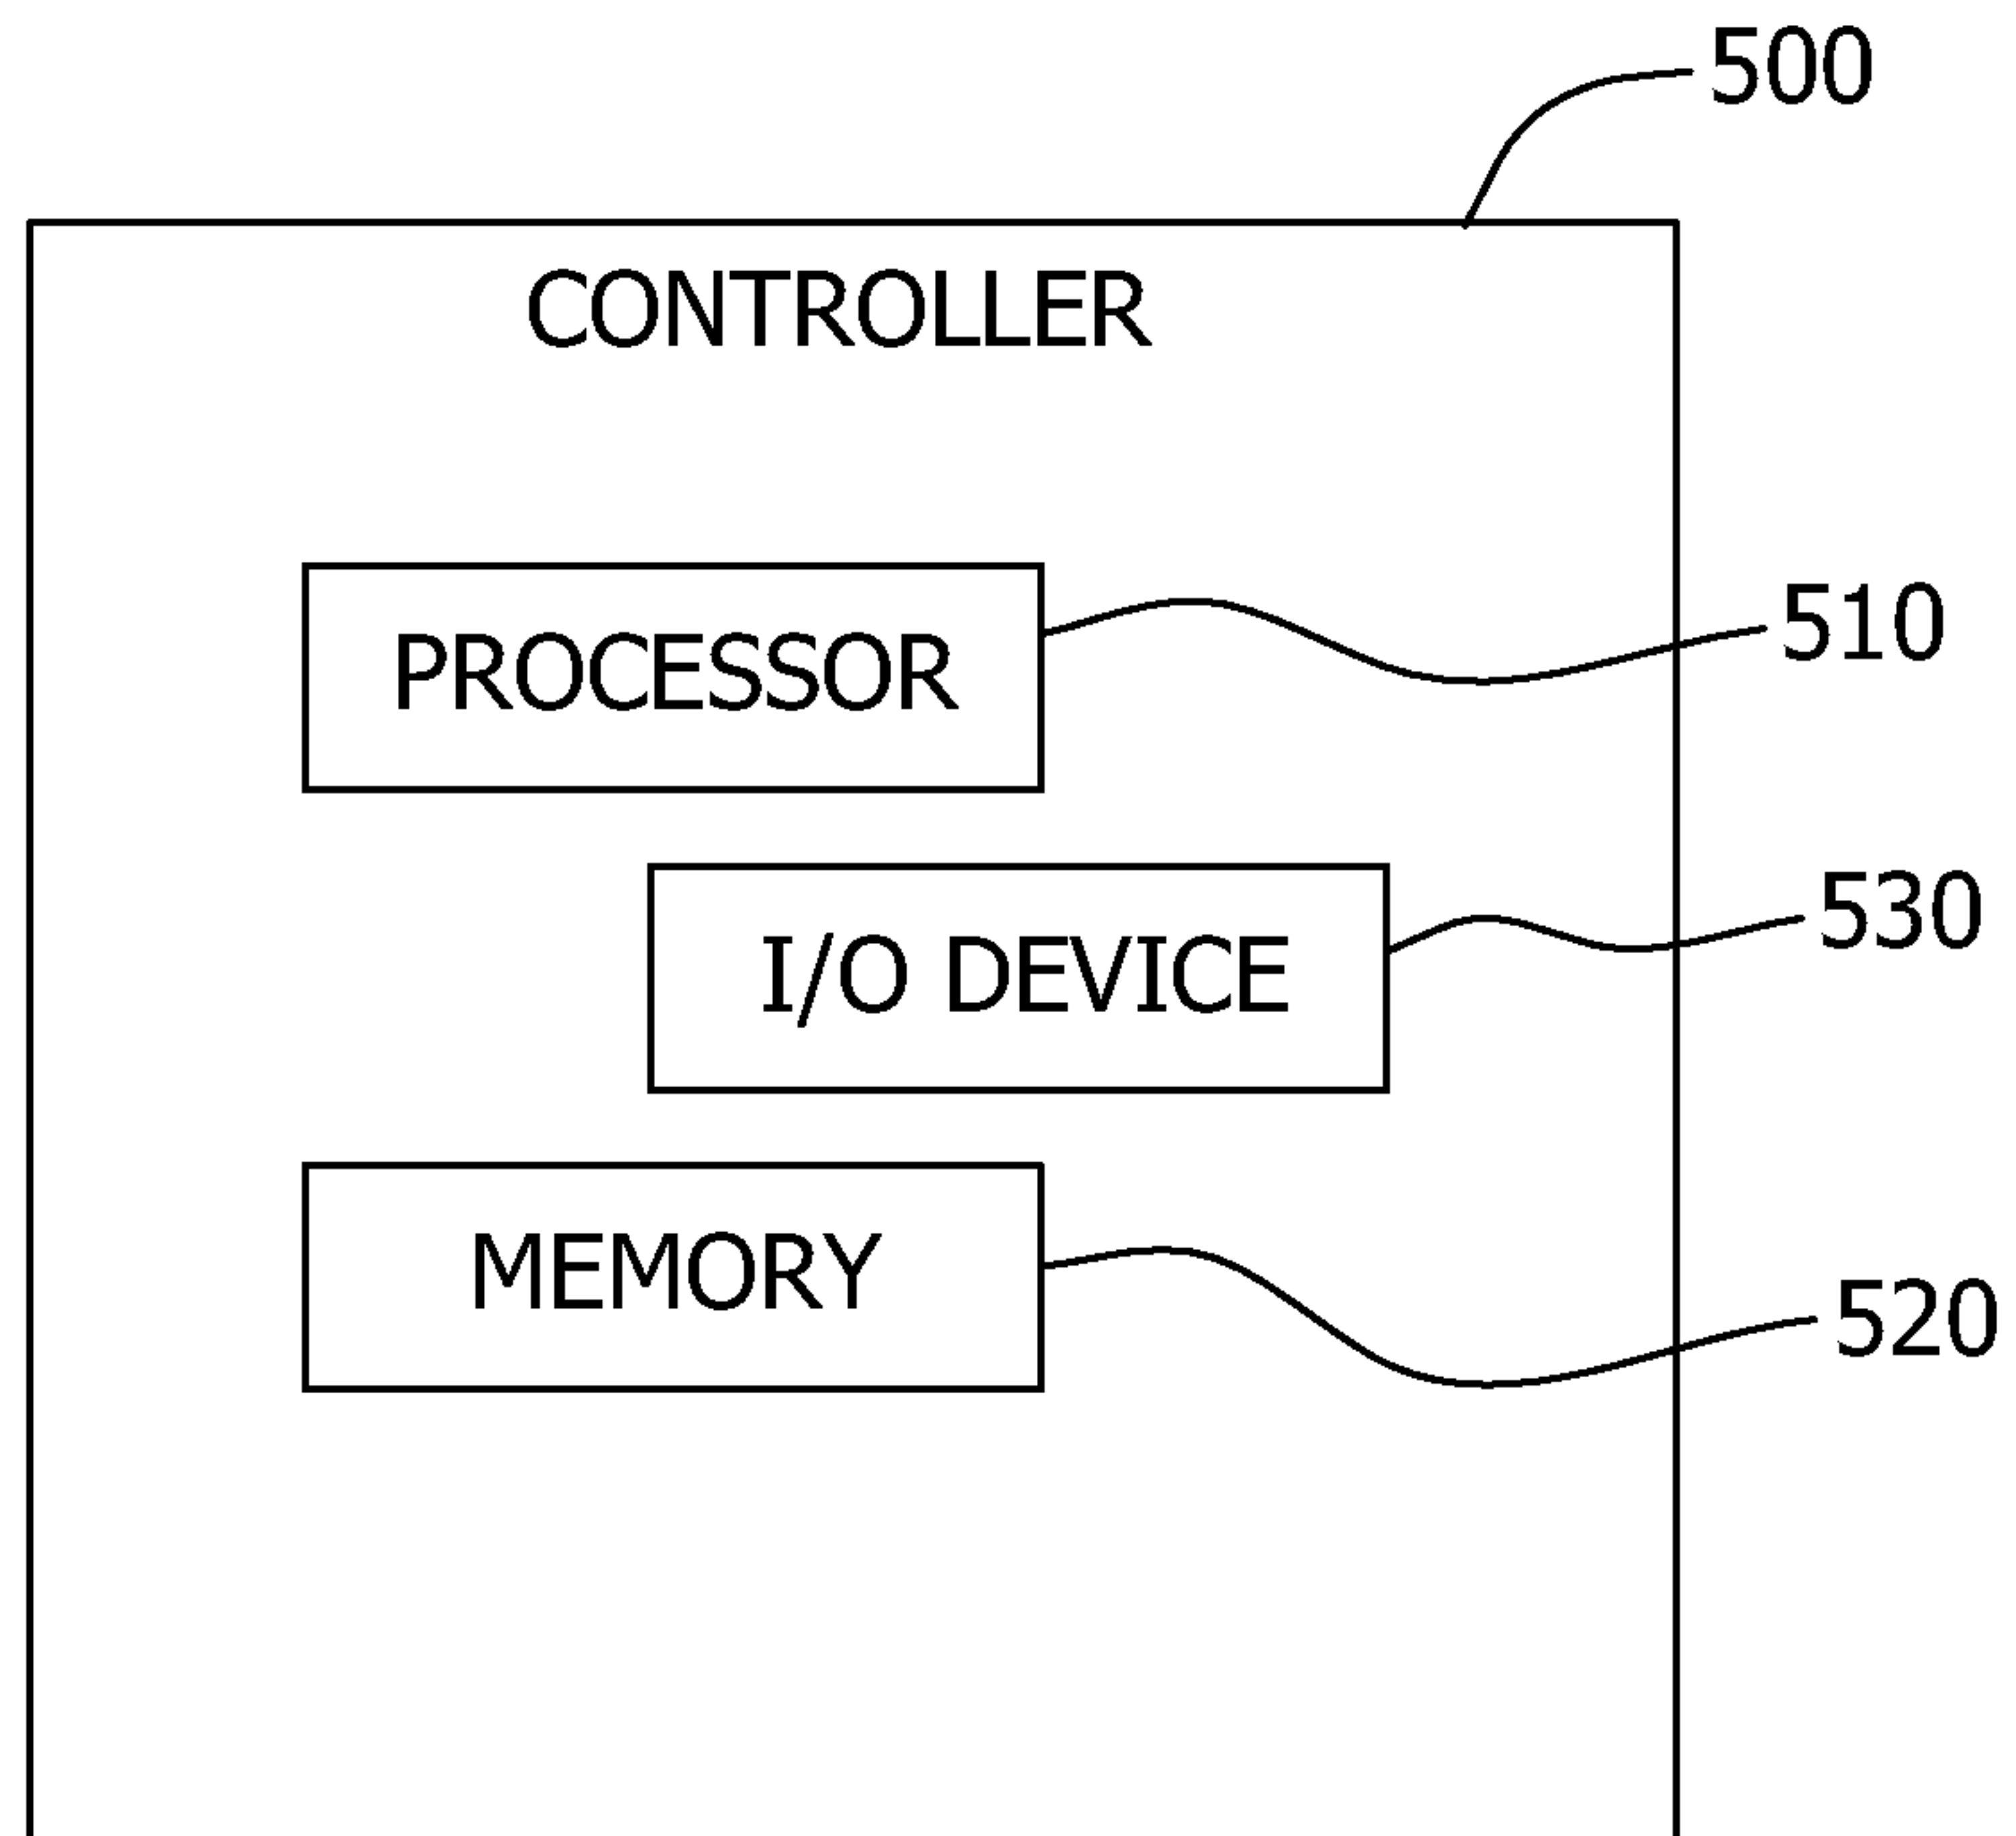 500
CONTROLLER
PROCESSOR
510
I/O DEVICE
530
MEMORY
520